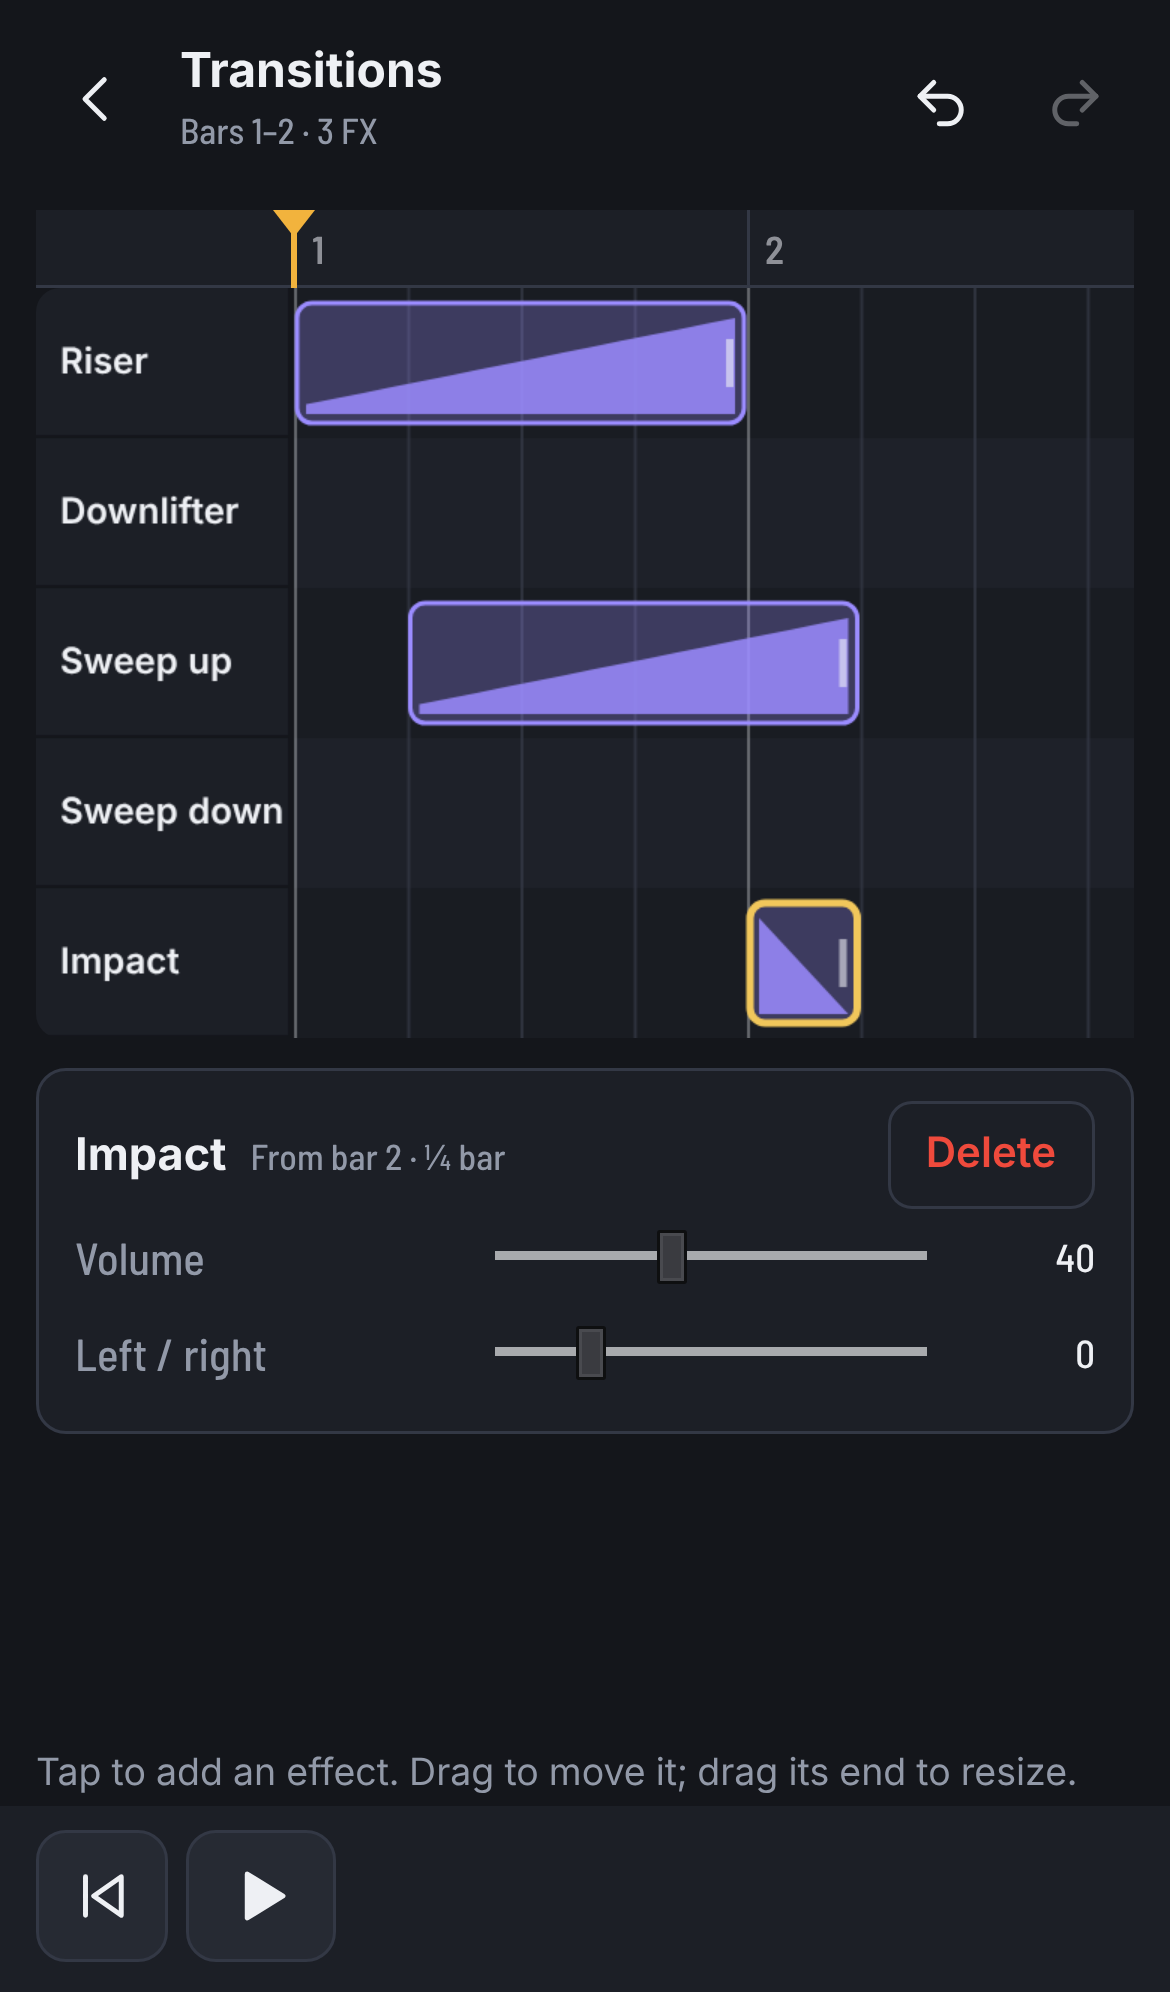 Transitions
Bars 1–2 · 3 FX
1 2
Riser
Downlifter
Sweep up
Sweep down
Impact
Impact From bar 2 · ¼ bar Delete
Volume 40
Left / right 0
Tap to add an effect. Drag to move it; drag its end to resize.